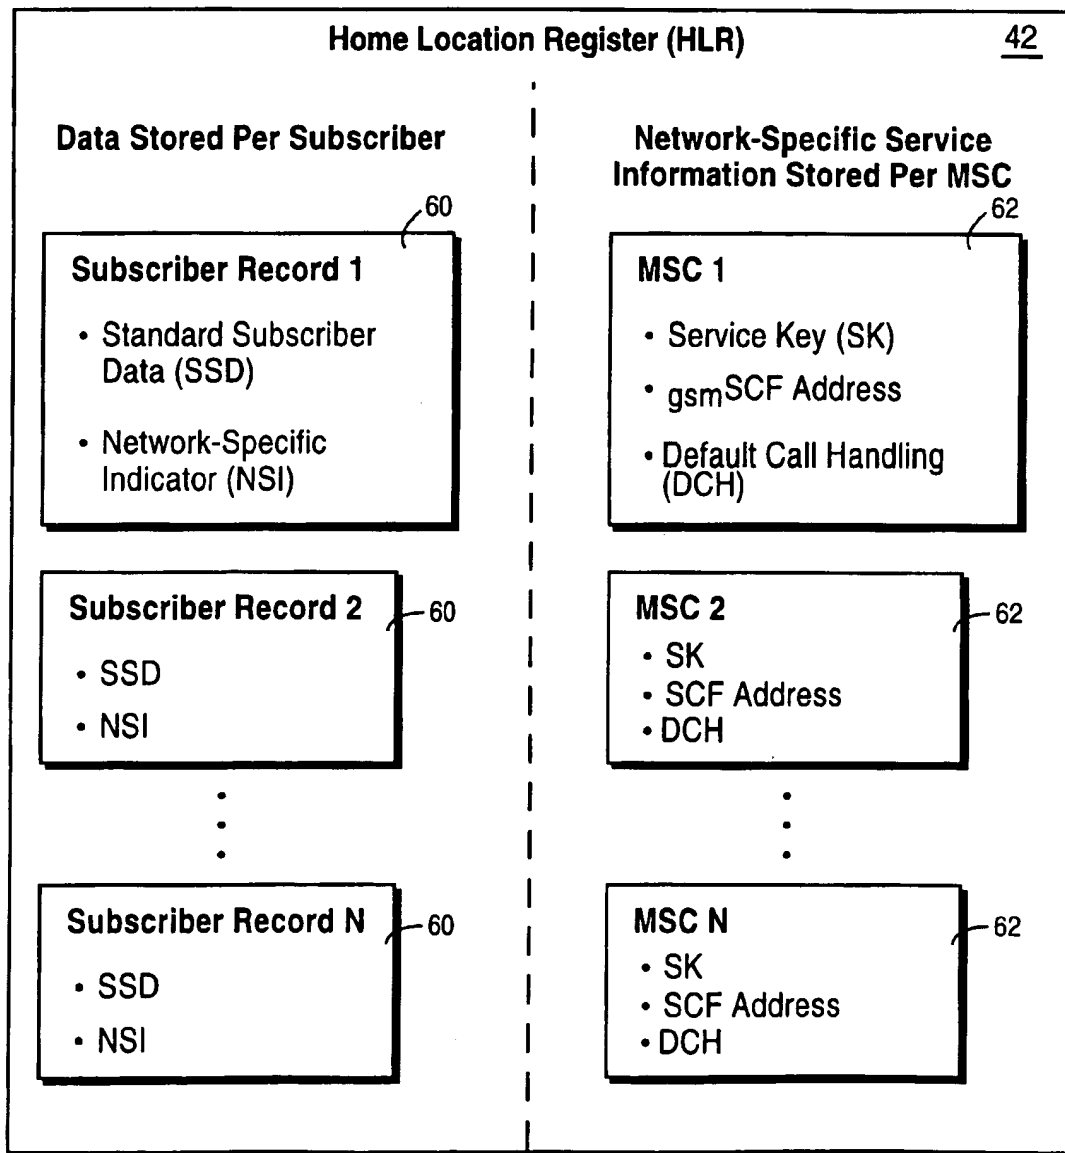 Home Location Register (HLR)
42
Data Stored Per Subscriber
60
Subscriber Record 1
• Standard Subscriber
Data (SSD)
• Network-Specific
Indicator (NSI)
Subscriber Record 2
60
• SSD
• NSI
Subscriber Record N
60
• SSD
• NSI
Network-Specific Service
Information Stored Per MSC
62
MSC 1
• Service Key (SK)
• gsmSCF Address
• Default Call Handling
(DCH)
MSC 2
62
• SK
• SCF Address
• DCH
MSC N
62
• SK
• SCF Address
• DCH